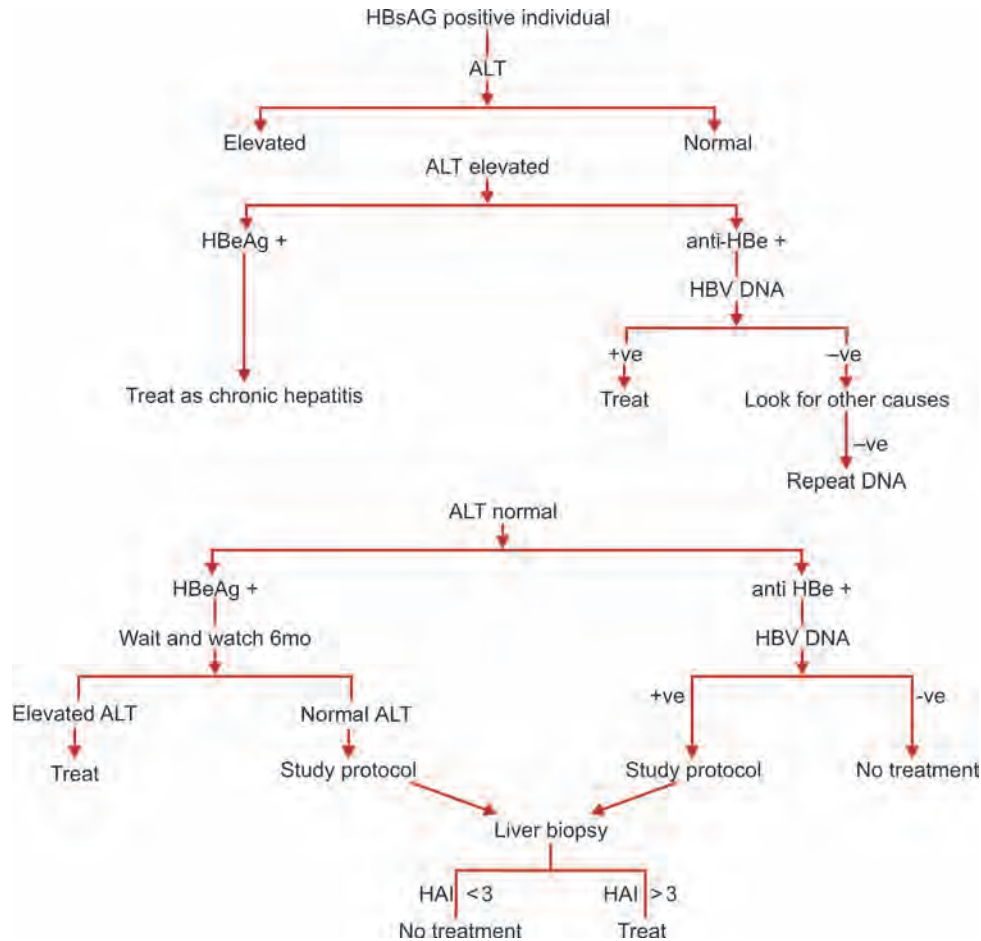 HBsAG positive individual
ALT
Elevated Normal
ALT elevated
HBeAg + anti-HBe +
HBV DNA
+ve –ve
Treat as chronic hepatitis Treat Look for other causes
–ve
Repeat DNA
ALT normal
HBeAg + anti HBe +
Wait and watch 6mo HBV DNA
+ve -ve
Elevated ALT Normal ALT
Treat Study protocol Study protocol No treatment
Liver biopsy
HAI <3 HAI >3
No treatment Treat